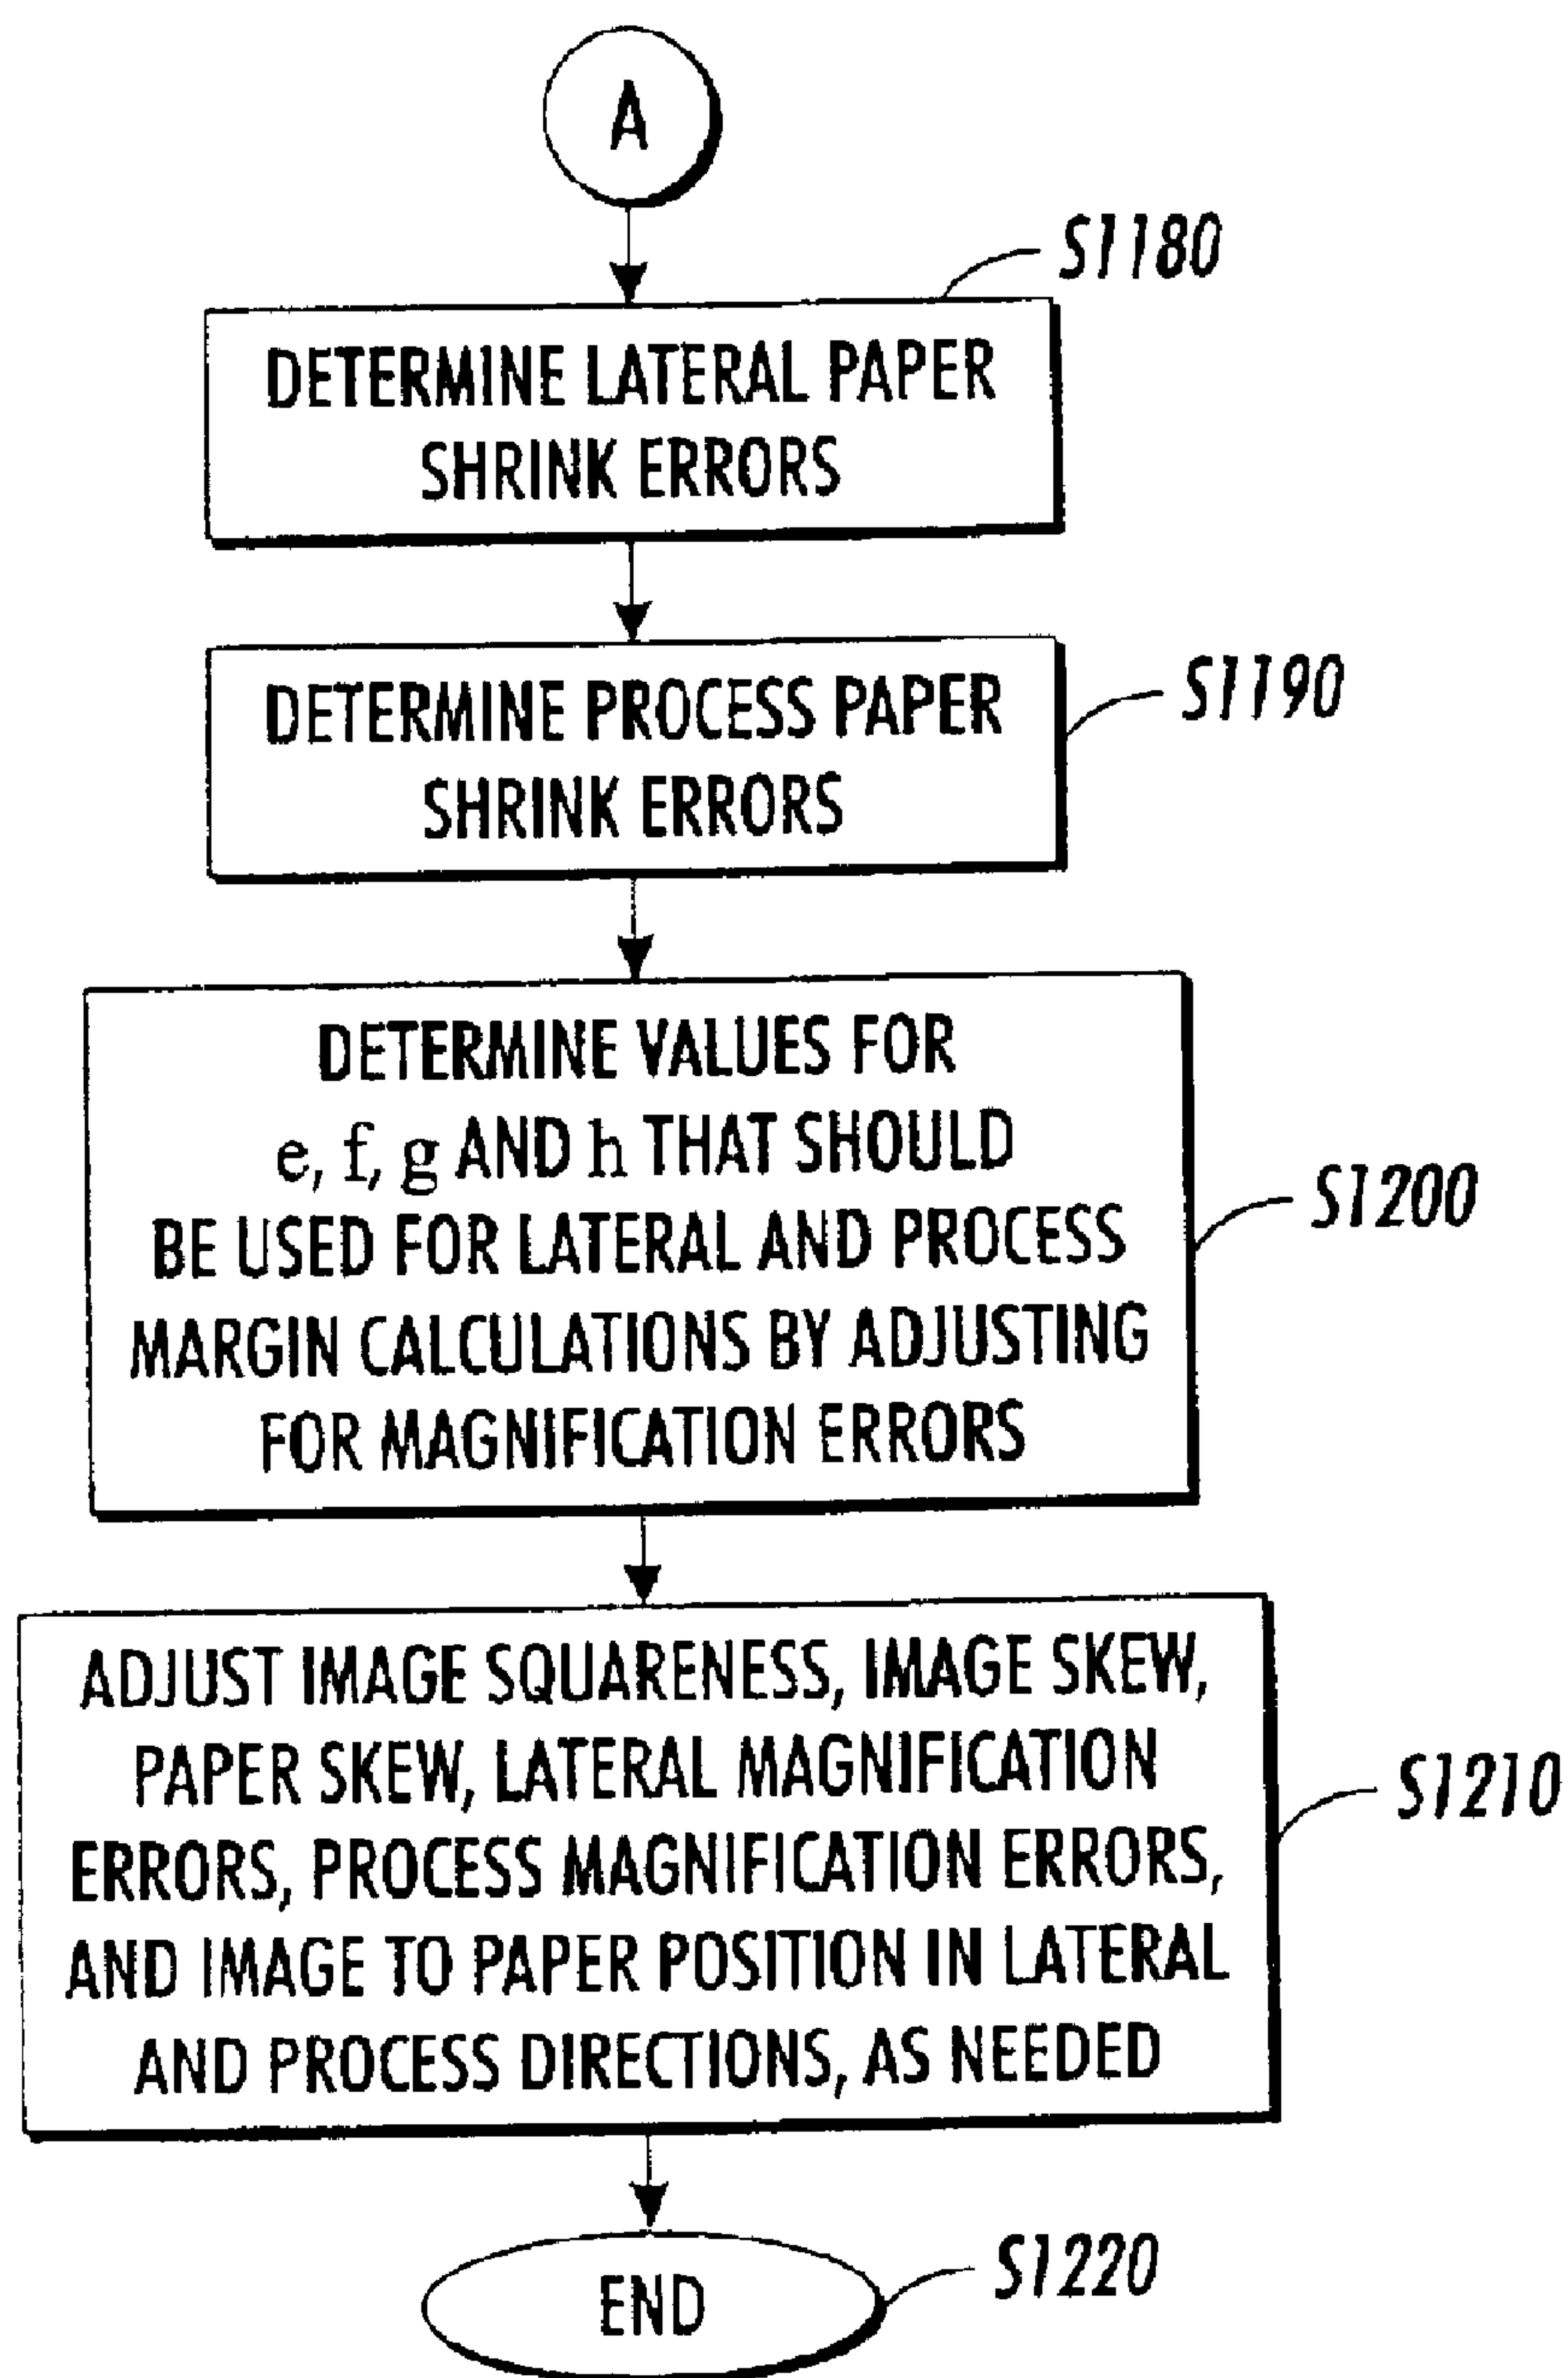 A
S1180
DETERMINE LATERAL PAPER
SHRINK ERRORS
S1190
DETERMINE PROCESS PAPER
SHRINK ERRORS
DETERMINE VALUES FOR
e, f, g AND h THAT SHOULD
BE USED FOR LATERAL AND PROCESS
MARGIN CALCULATIONS BY ADJUSTING
FOR MAGNIFICATION ERRORS
S1200
ADJUST IMAGE SQUARENESS, IMAGE SKEW,
PAPER SKEW, LATERAL MAGNIFICATION
ERRORS, PROCESS MAGNIFICATION ERRORS,
AND IMAGE TO PAPER POSITION IN LATERAL
AND PROCESS DIRECTIONS, AS NEEDED
S1210
END
S1220